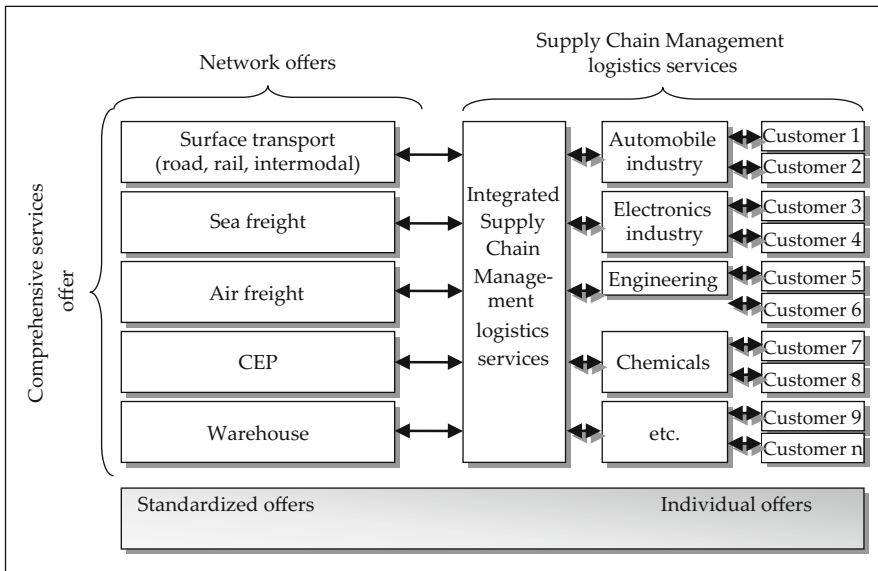 Supply Chain Management
logistics services
Network offers
Comprehensive services
offer
Surface transport
(road, rail, intermodal)
Sea freight
Air freight
CEP
Warehouse
Integrated
Supply
Chain
Manage-
ment
logistics
services
Automobile
industry
Electronics
industry
Engineering
Chemicals
etc.
Customer 1
Customer 2
Customer 3
Customer 4
Customer 5
Customer 6
Customer 7
Customer 8
Customer 9
Customer n
Standardized offers
Individual offers